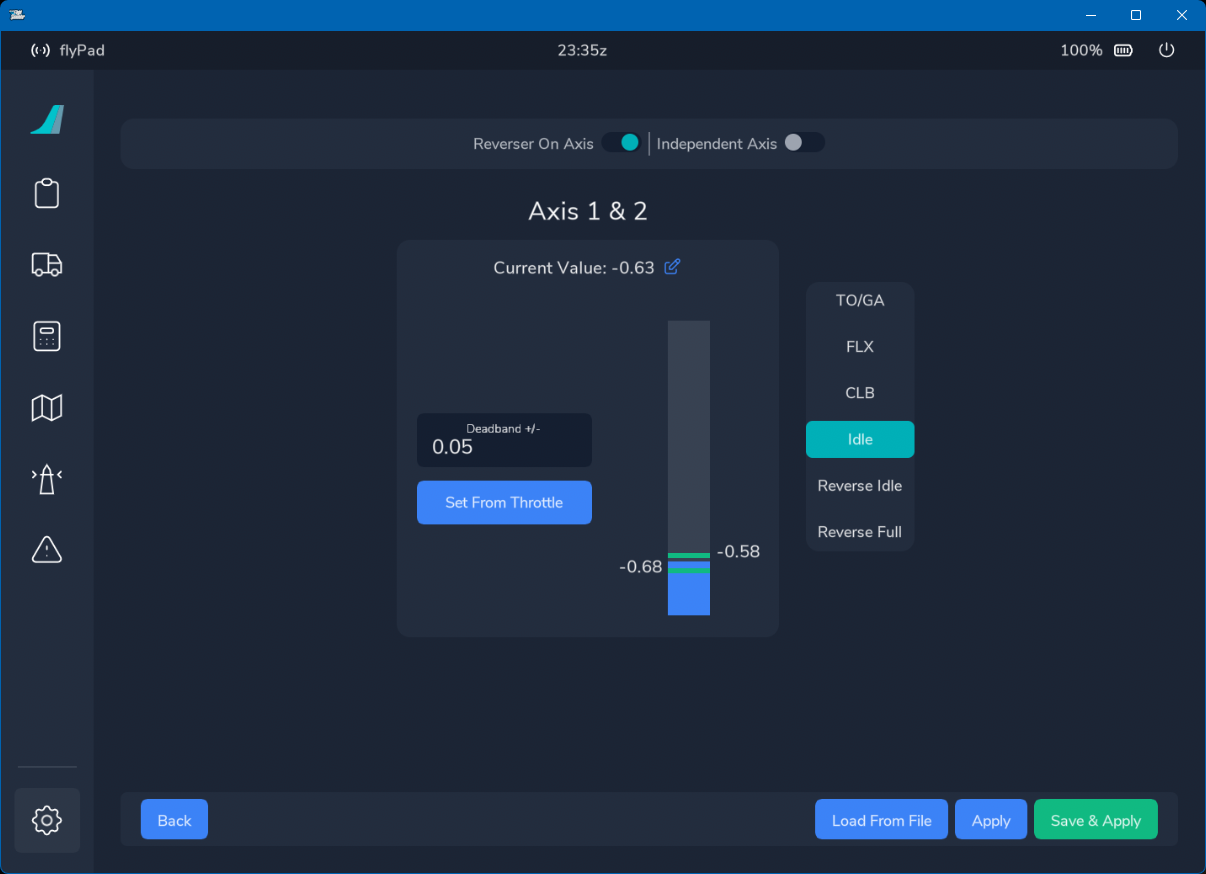 flyPad
23:35z
100%
Reverser On Axis
Independent Axis
Axis 1 & 2
Current Value: -0.63
TO/GA
FLX
CLB
Idle
Reverse Idle
Reverse Full
Deadband +/-
0.05
Set From Throttle
-0.58
-0.68
Back
Load From File
Apply
Save & Apply